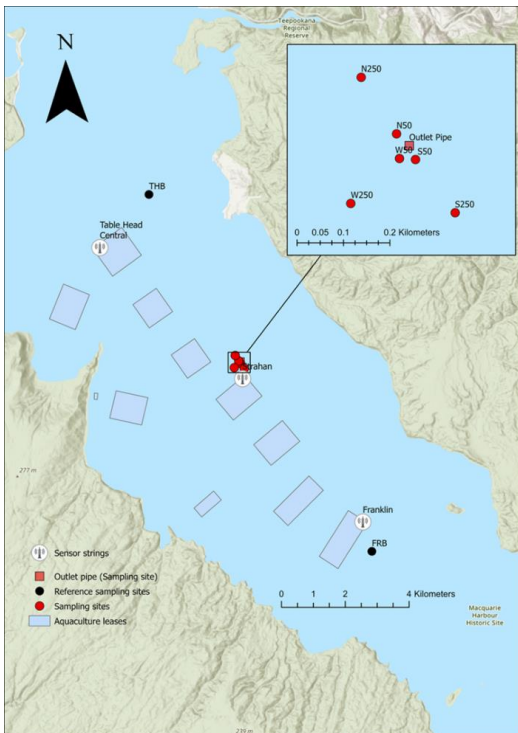 Teepookana
Regional
Reserve
N
N250
N50
Outlet Pipe
W50
S50
W250
S250
0 0.05 0.1 0.2 Kilometers
THB
Table Head
Central
Strahan
277 m
Franklin
FRB
Sensor strings
Outlet pipe (Sampling site)
Reference sampling sites
Sampling sites
Aquaculture leases
0 1 2 4 Kilometers
Macquarie
Harbour
Historic Site
239 m